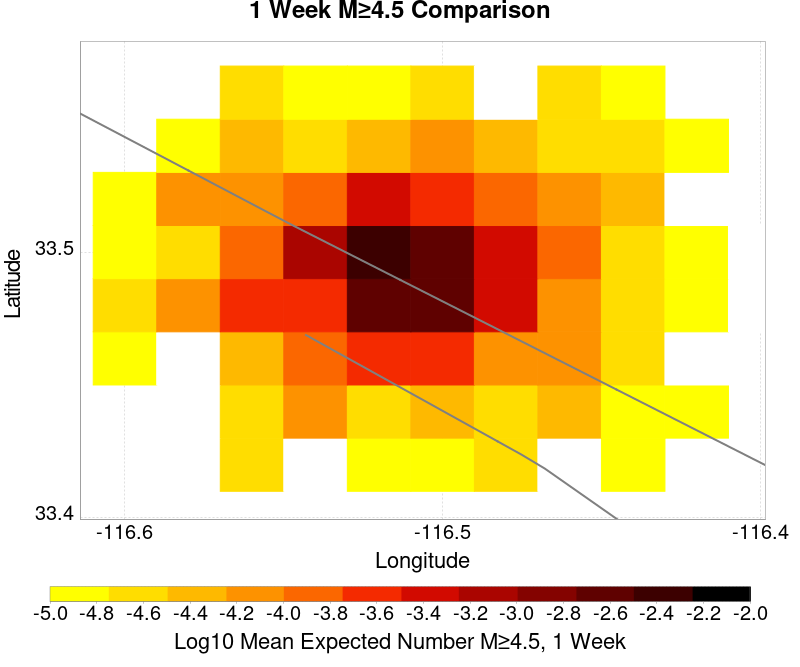 1 Week M≥4.5 Comparison
Latitude
33.5
33.4
-116.6 -116.5 -116.4
Longitude
-5.0 -4.8 -4.6 -4.4 -4.2 -4.0 -3.8 -3.6 -3.4 -3.2 -3.0 -2.8 -2.6 -2.4 -2.2 -2.0
Log10 Mean Expected Number M≥4.5, 1 Week